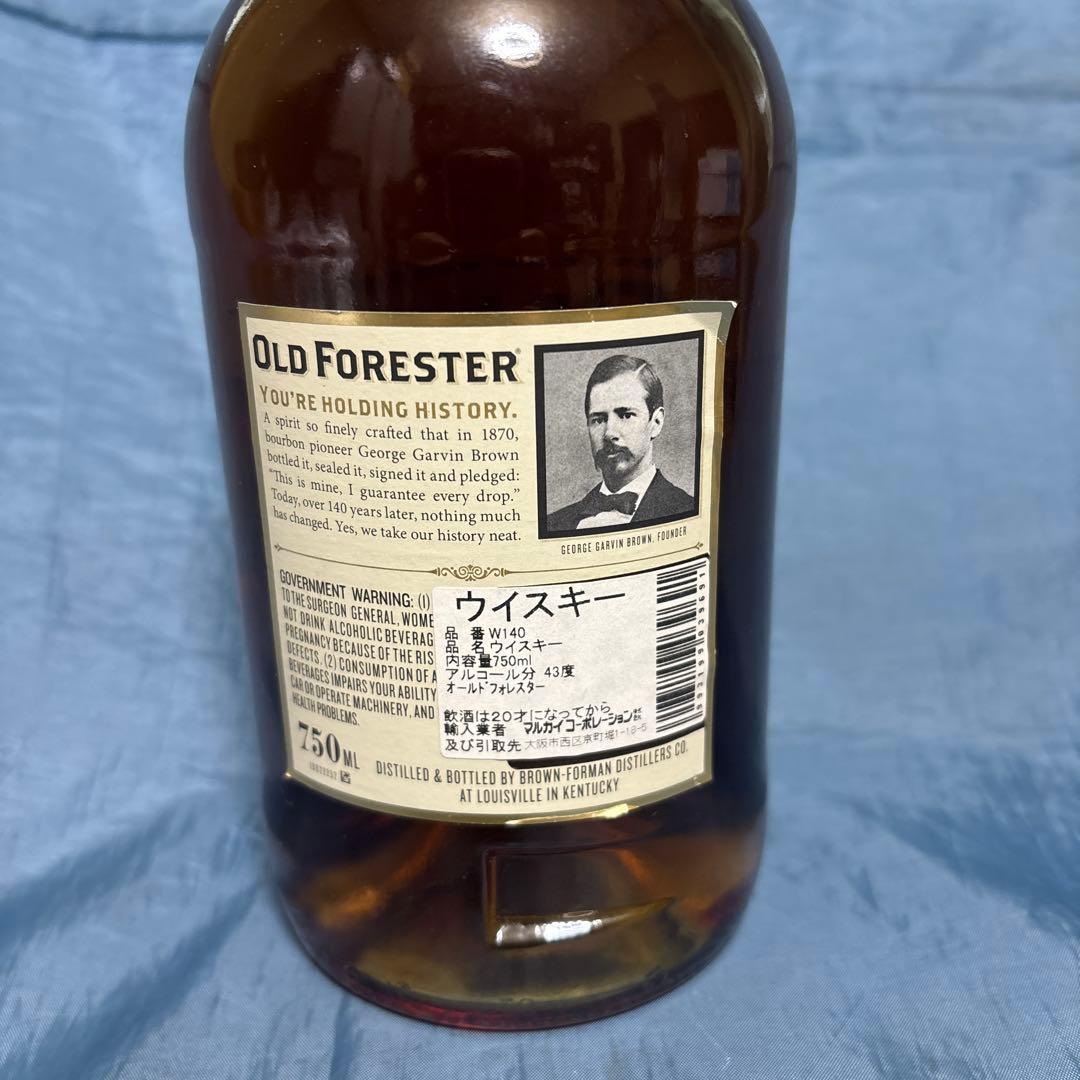 OLD FORESTER
YOU'RE HOLDING HISTORY.
A spirit so finely crafted that in 1870,
bourbon pioneer George Garvin Brown
bottled it, sealed it, signed it and pledged:
"This is mine, I guarantee every drop."
Today, over 140 years later, nothing much
has changed. Yes, we take our history neat.
GEORGE GARVIN BROWN, FOUNDER
GOVERNMENT WARNING: (1)
TO THE SURGEON GENERAL, WOME
NOT DRINK ALCOHOLIC BEVERAG
PREGNANCY BECAUSE OF THE RIS
DEFECTS. (2) CONSUMPTION OF A
BEVERAGES IMPAIRS YOUR ABILITY
CAR OR OPERATE MACHINERY, AND
HEALTH PROBLEMS.
ウイスキー
品 番 W140
品 名 ウイスキー
内容量750ml
アルコール分 43度
オールドフォレスター
飲酒は20才になってから
輸入業者 マルカイコーポレーション
及び引取先 大阪市西区京町堀1-18-5
750 ML
DISTILLED & BOTTLED BY BROWN-FORMAN DISTILLERS CO.
AT LOUISVILLE IN KENTUCKY